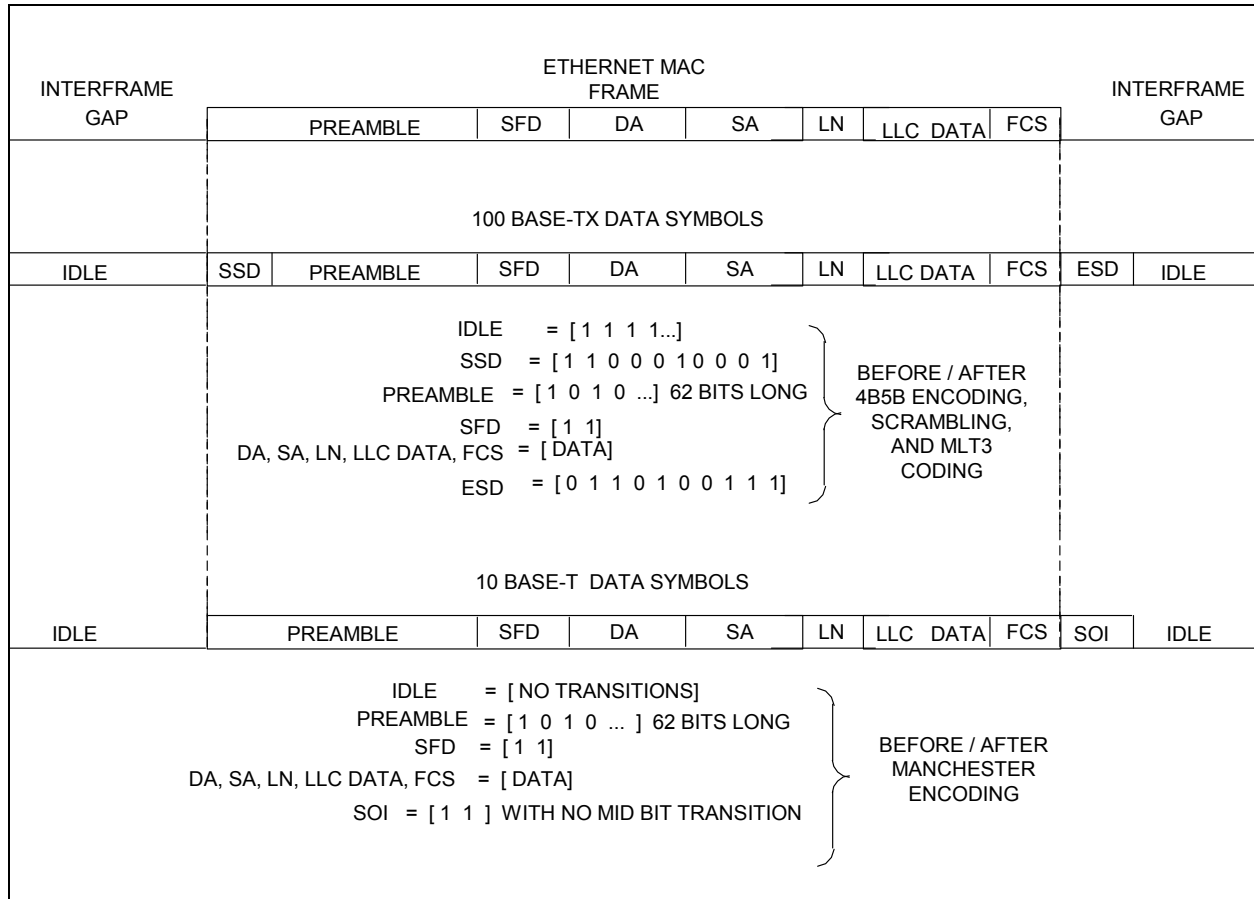 ETHERNET MAC
FRAME
INTERFRAME
GAP
INTERFRAME
GAP
PREAMBLE SFD DA SA LN LLC DATA FCS
100 BASE-TX DATA SYMBOLS
IDLE SSD PREAMBLE SFD DA SA LN LLC DATA FCS ESD IDLE
IDLE = [ 1 1 1 1...]
SSD = [ 1 1 0 0 0 1 0 0 0 1]
PREAMBLE = [ 1 0 1 0 ...] 62 BITS LONG
SFD = [ 1 1]
DA, SA, LN, LLC DATA, FCS = [ DATA]
ESD = [ 0 1 1 0 1 0 0 1 1 1]
BEFORE / AFTER
4B5B ENCODING,
SCRAMBLING,
AND MLT3
CODING
10 BASE-T DATA SYMBOLS
IDLE PREAMBLE SFD DA SA LN LLC DATA FCS SOI IDLE
IDLE = [ NO TRANSITIONS]
PREAMBLE = [ 1 0 1 0 ... ] 62 BITS LONG
SFD = [ 1 1]
DA, SA, LN, LLC DATA, FCS = [ DATA]
SOI = [ 1 1 ] WITH NO MID BIT TRANSITION
BEFORE / AFTER
MANCHESTER
ENCODING